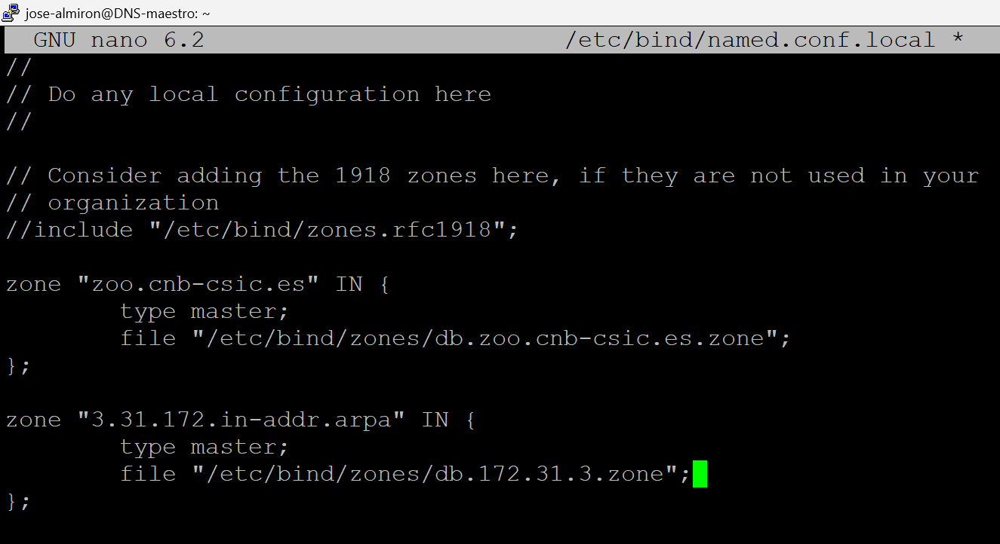 jose-almiron@DNS-maestro: ~
GNU nano 6.2 /etc/bind/named.conf.local *
//
// Do any local configuration here
//
// Consider adding the 1918 zones here, if they are not used in your
// organization
//include "/etc/bind/zones.rfc1918";
zone "zoo.cnb-csic.es" IN {
type master;
file "/etc/bind/zones/db.zoo.cnb-csic.es.zone";
};
zone "3.31.172.in-addr.arpa" IN {
type master;
file "/etc/bind/zones/db.172.31.3.zone";
};